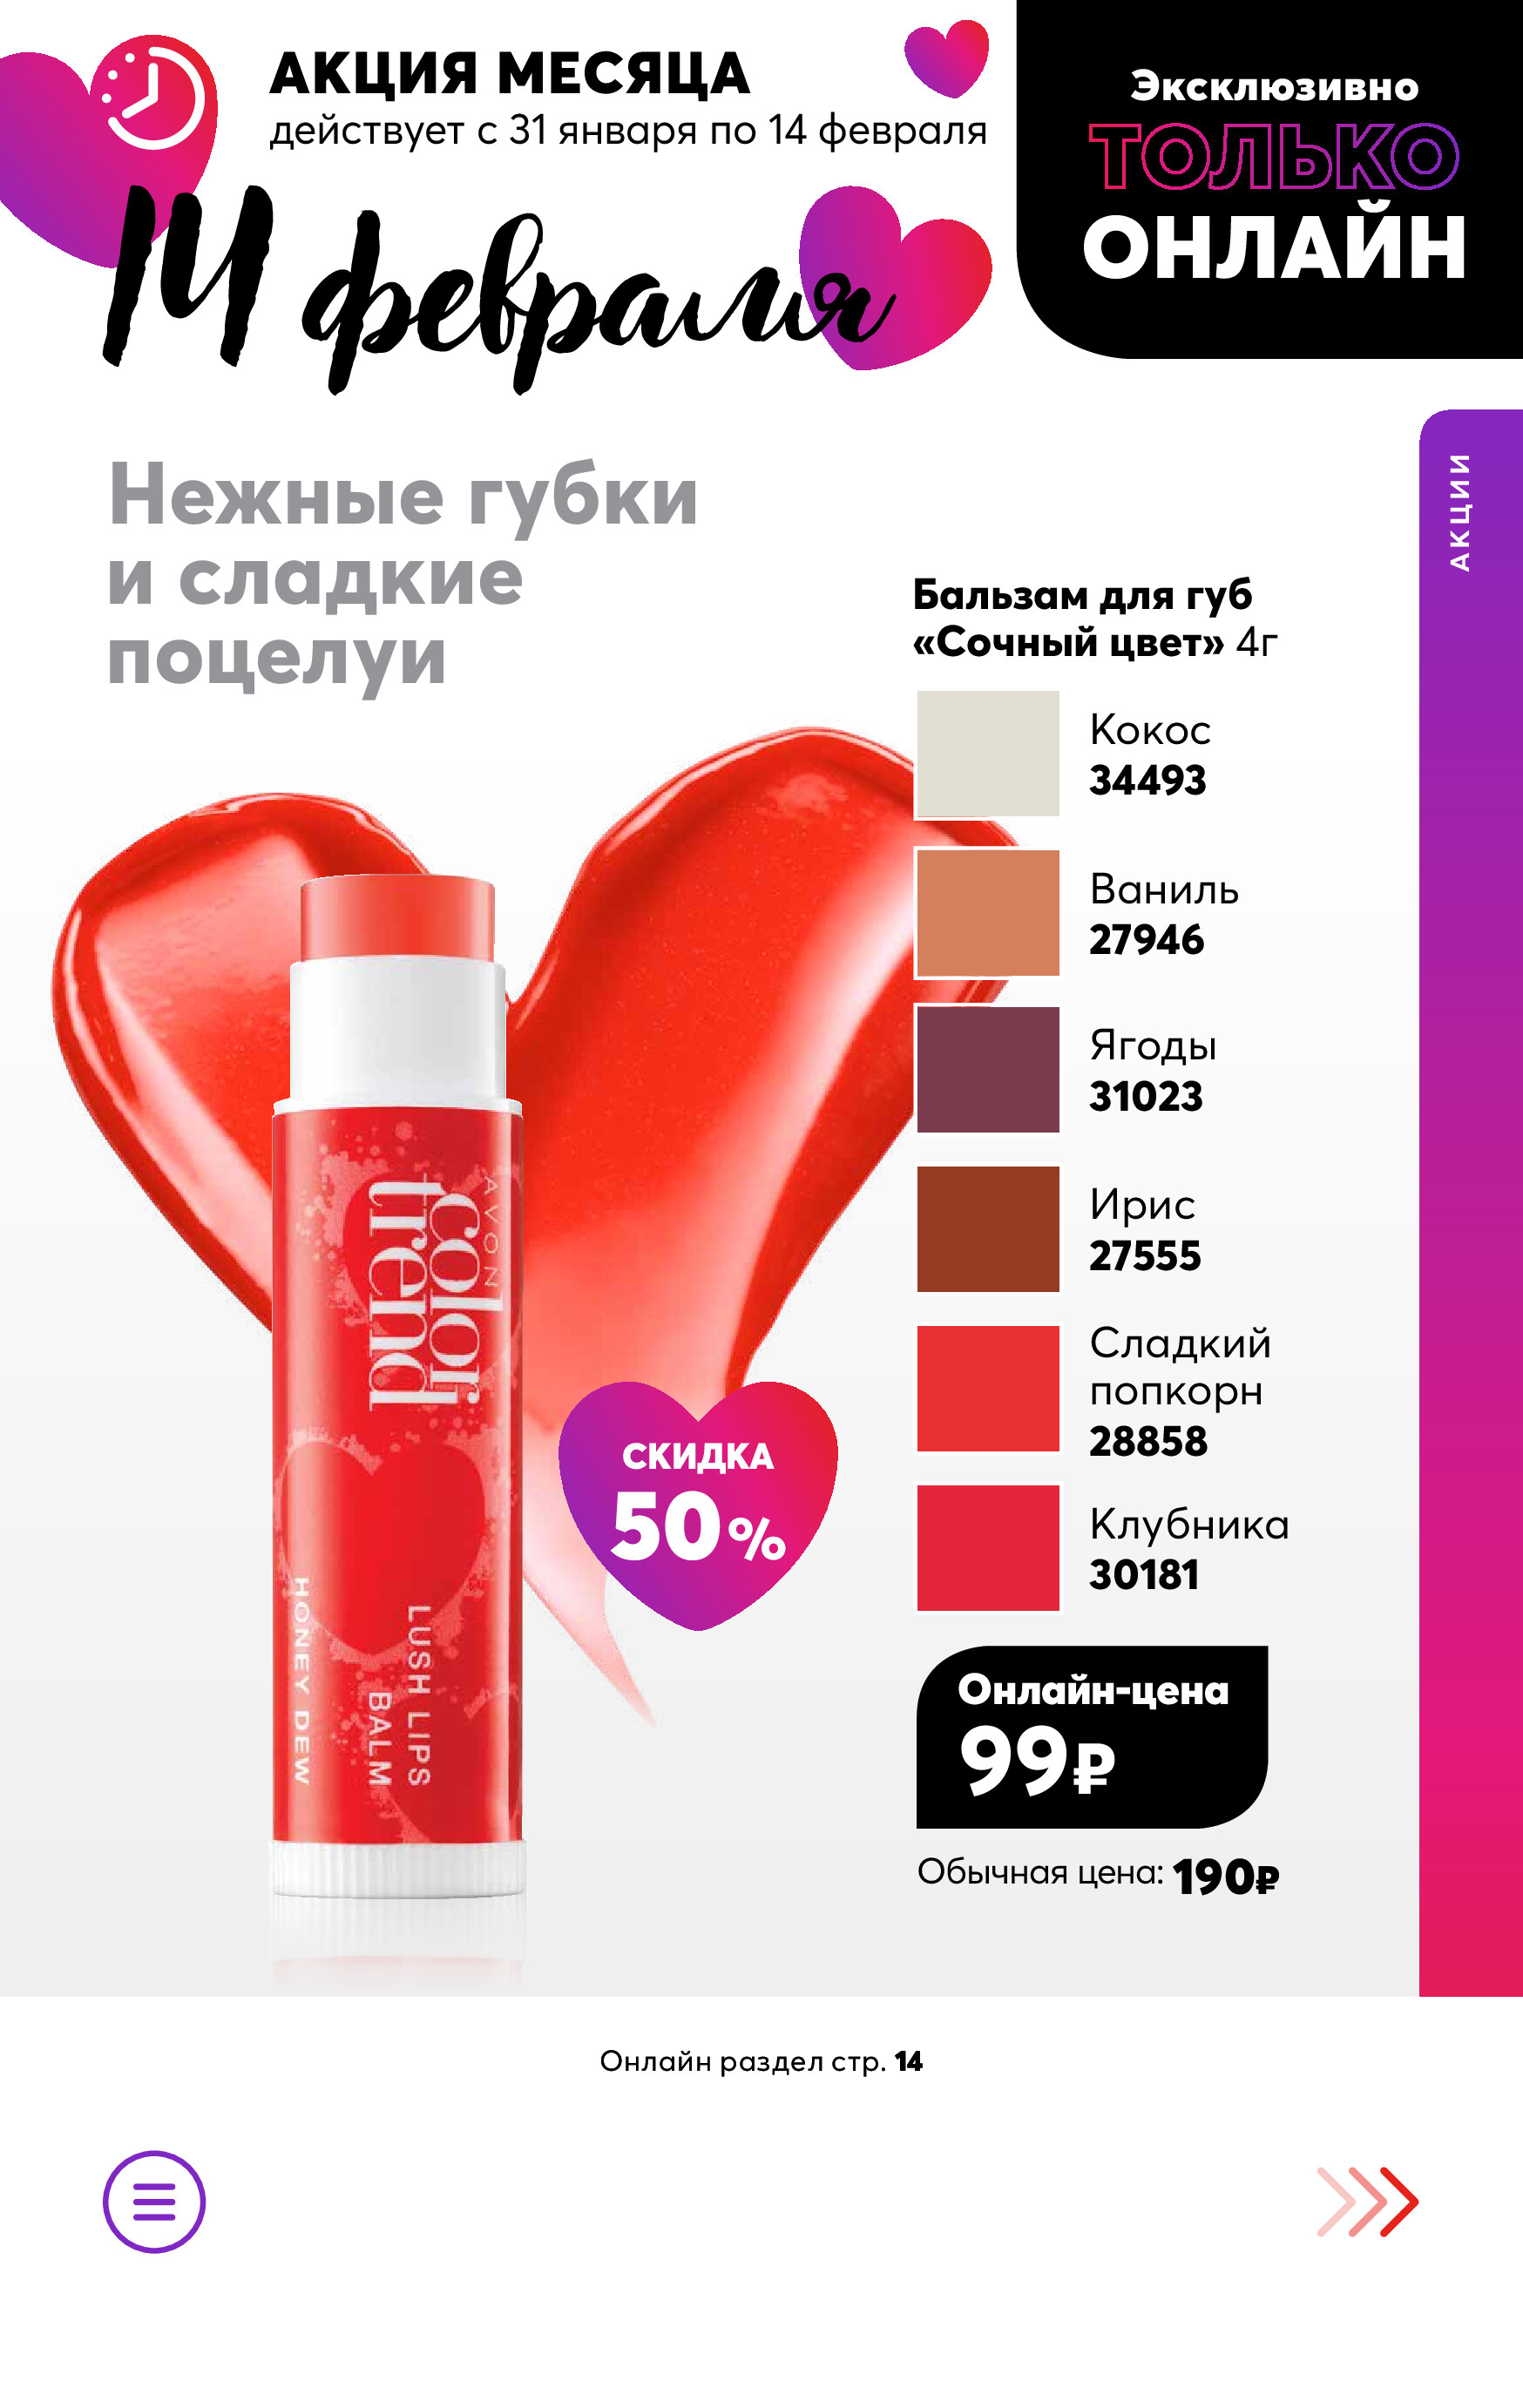 АКЦИЯ МЕСЯЦА
действует с 31 января по 14 февраля
14 февраля
Эксклюзивно
ТОЛЬКО
ОНЛАЙН
АКЦИИ
Нежные губки
и сладкие
поцелуи
Бальзам для губ
«Сочный цвет» 4г
Кокос
34493
Ваниль
27946
Ягоды
31023
Ирис
27555
Сладкий
попкорн
28858
Клубника
30181
AVON
color
trend
LUSH LIPS
BALM
HONEY DEW
СКИДКА
50%
Онлайн-цена
99₽
Обычная цена: 190₽
Онлайн раздел стр. 14